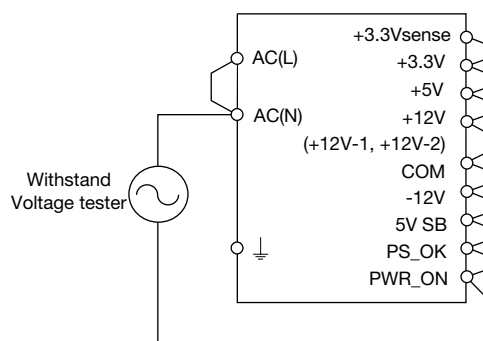 AC(L)
AC(N)
Withstand
Voltage tester
+3.3Vsense
+3.3V
+5V
+12V
(+12V-1, +12V-2)
COM
-12V
5V SB
PS_OK
PWR_ON